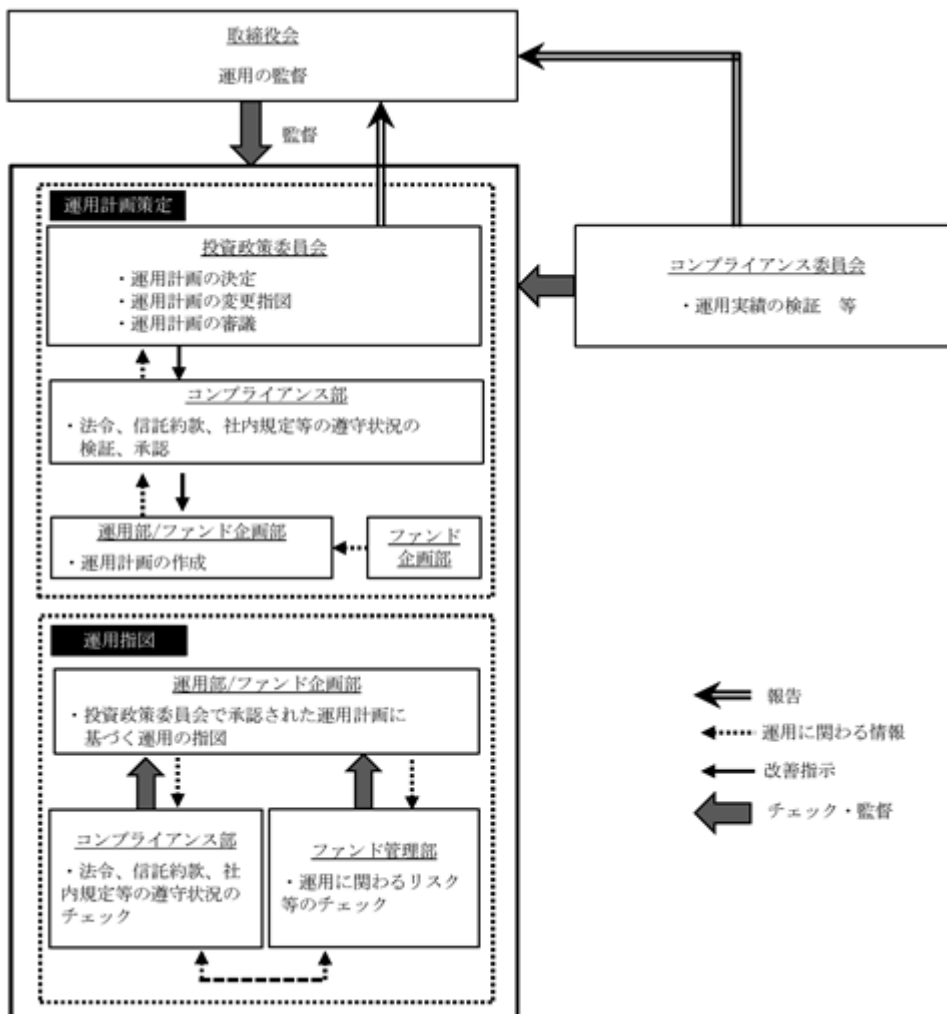 取締役会
運用の監督
監督
運用計画策定
投資政策委員会
・運用計画の決定
・運用計画の変更指図
・運用計画の審議
コンプライアンス委員会
・運用実績の検証　等
コンプライアンス部
・法令、信託約款、社内規定等の遵守状況の
検証、承認
運用部/ファンド企画部
・運用計画の作成
ファンド
企画部
運用指図
運用部/ファンド企画部
・投資政策委員会で承認された運用計画に
基づく運用の指図
コンプライアンス部
・法令、信託約款、社
内規定等の遵守状況の
チェック
ファンド管理部
・運用に関わるリスク
等のチェック
報告
運用に関わる情報
改善指示
チェック・監督